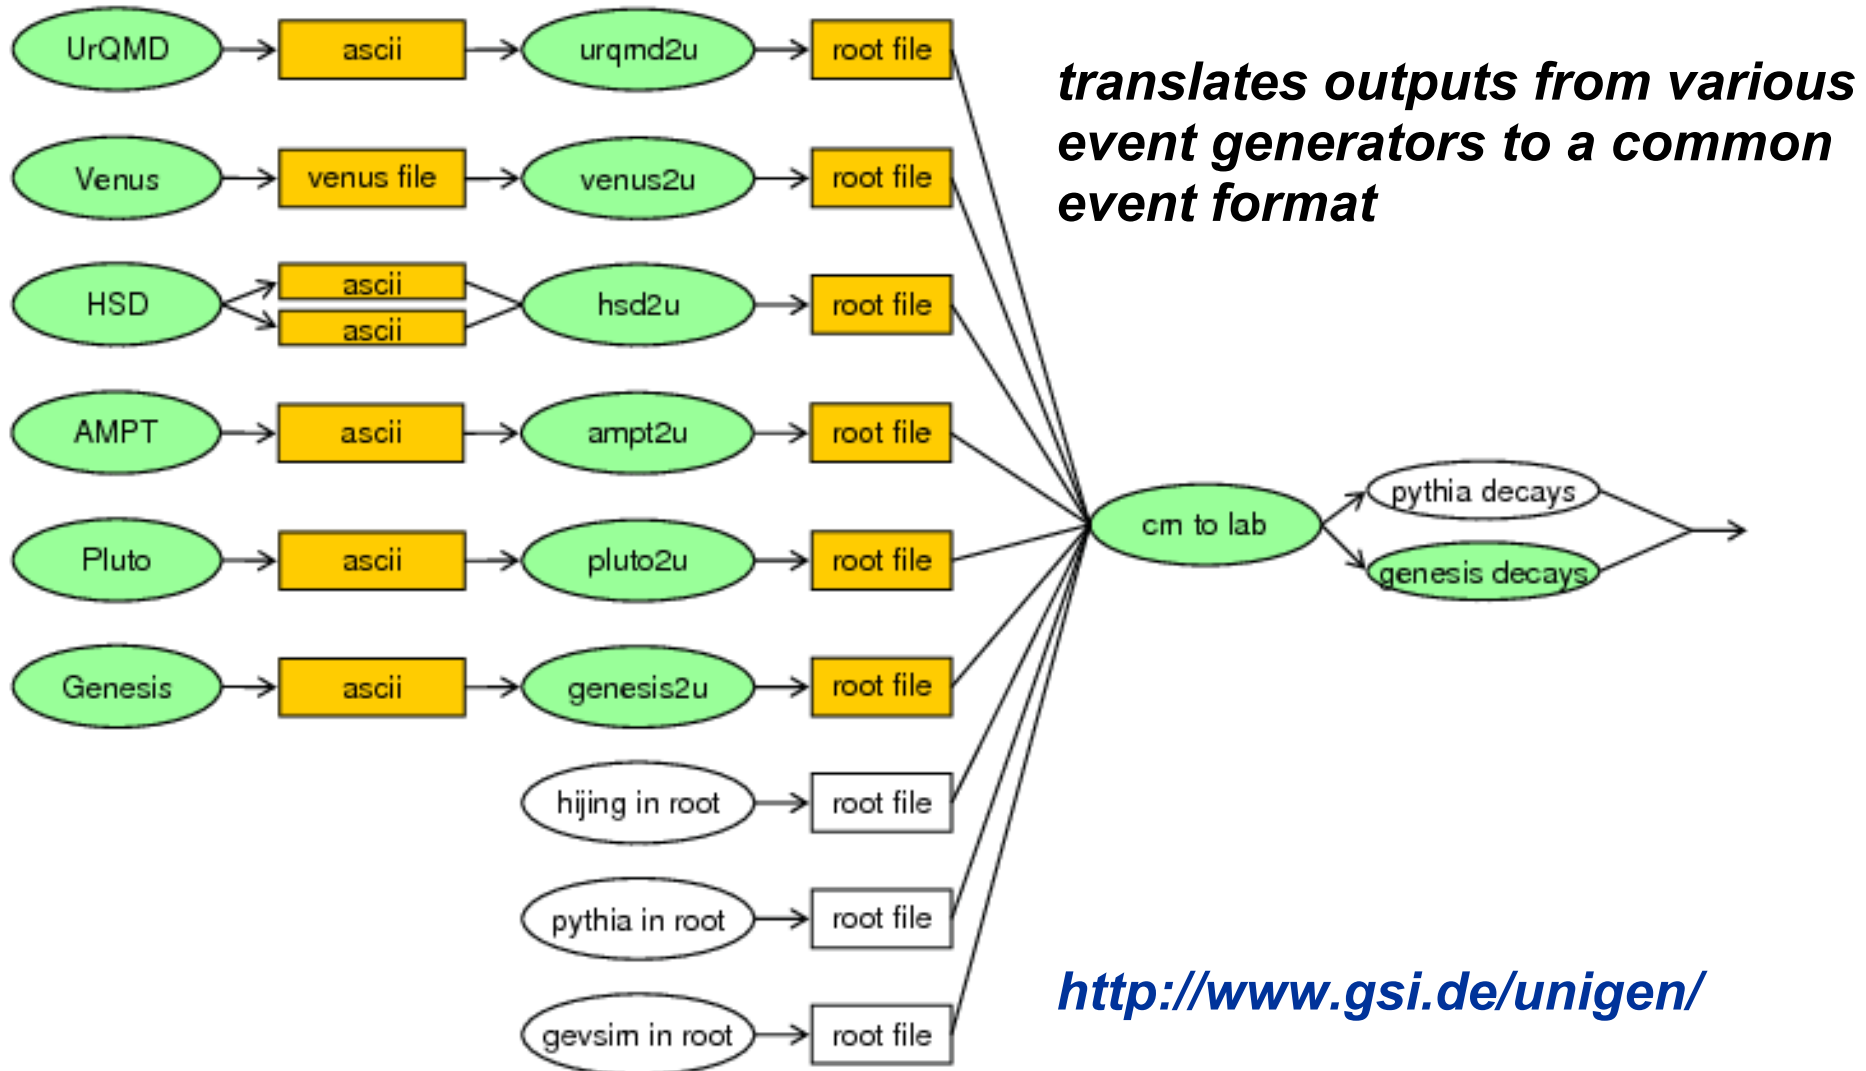 UrQMD ascii urqmd2u root file
translates outputs from various
event generators to a common
event format
Venus venus file venus2u root file
HSD ascii ascii hsd2u root file
AMPT ascii ampt2u root file
Pluto ascii pluto2u root file
Genesis ascii genesis2u root file
hijing in root root file
pythia in root root file
gevsim in root root file
cm to lab
pythia decays
genesis decays
http://www.gsi.de/unigen/